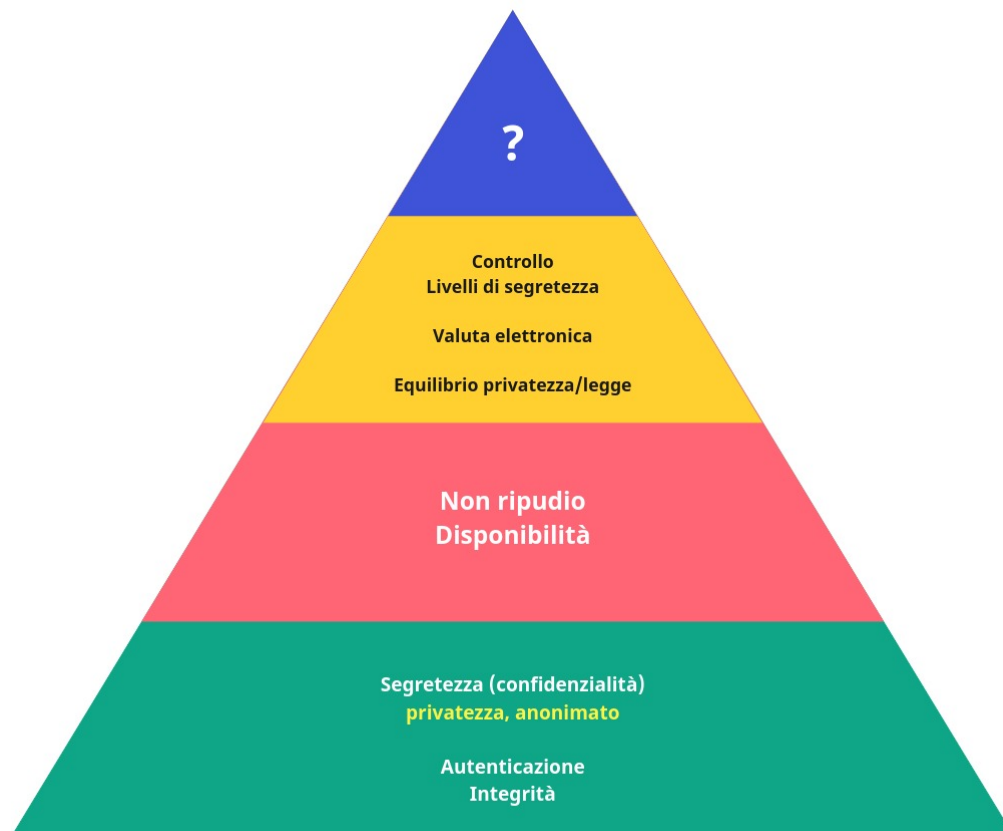 ?
Controllo
Livelli di segretezza
Valuta elettronica
Equilibrio privatezza/legge
Non ripudio
Disponibilità
Segretezza (confidenzialità)
privatezza, anonimato
Autenticazione
Integrità